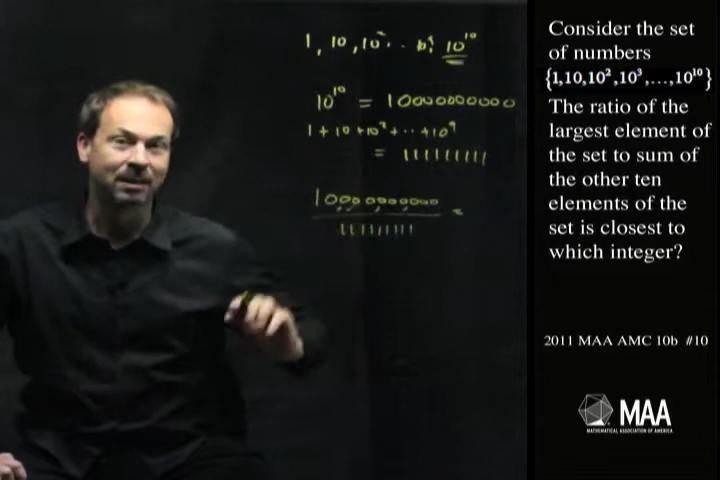 1, 10, 10² .. 10¹⁰
10¹⁰ = 10000000000
1 + 10 + 10² + .. + 10⁹
= 1111111111
10000000000 =
1111111111
Consider the set
of numbers
{1,10,10²,10³,…,10¹⁰}
The ratio of the
largest element of
the set to sum of
the other ten
elements of the
set is closest to
which integer?
2011 MAA AMC 10b #10
MAA
MATHEMATICAL ASSOCIATION OF AMERICA